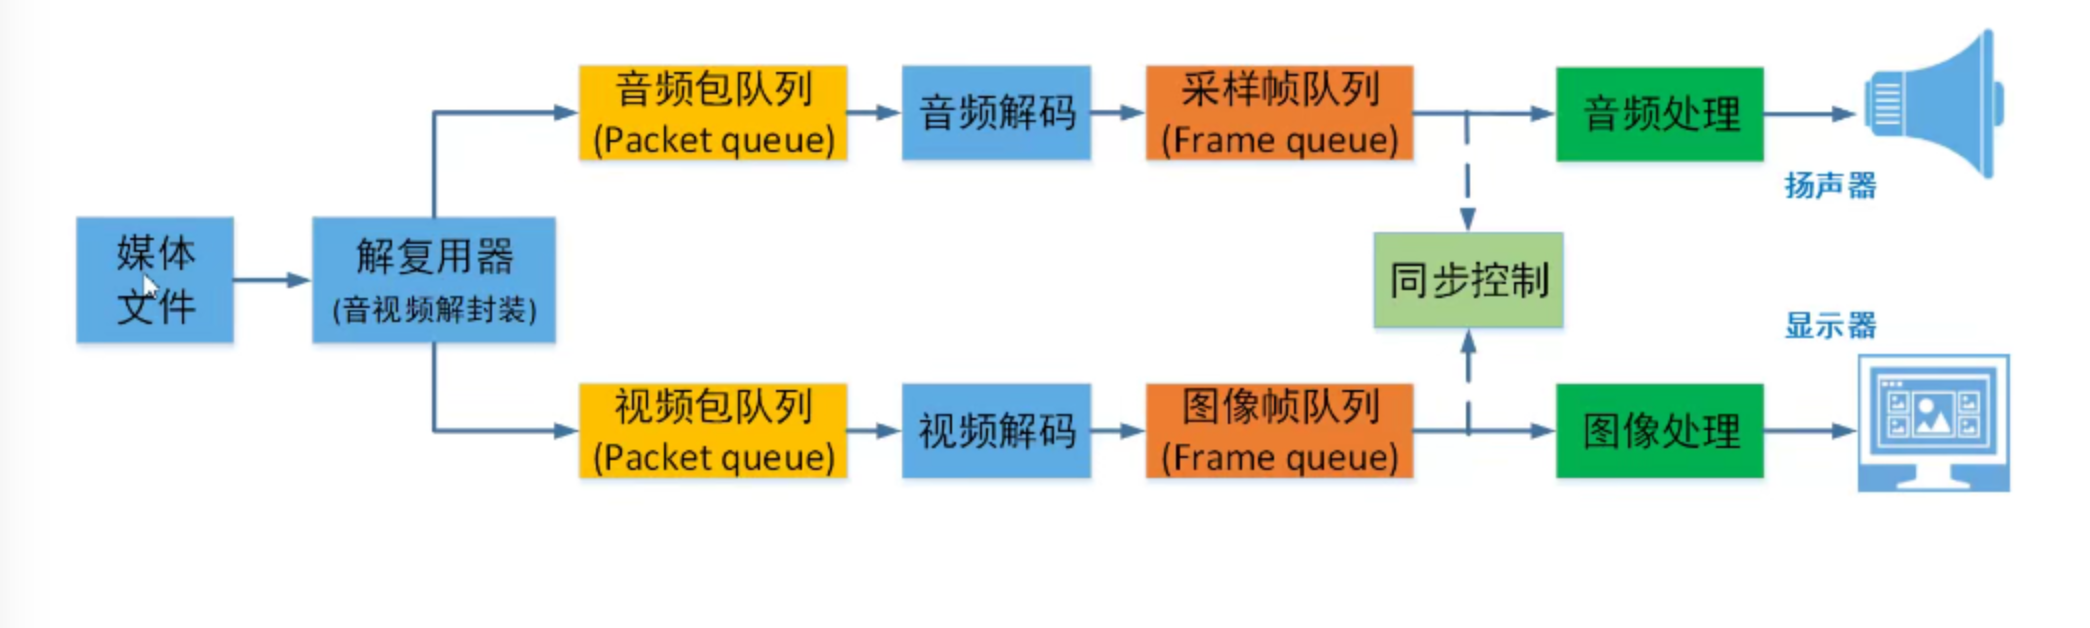 音频包队列
(Packet queue)
音频解码
采样帧队列
(Frame queue)
音频处理
扬声器
媒体
文件
解复用器
(音视频解封装)
同步控制
显示器
视频包队列
(Packet queue)
视频解码
图像帧队列
(Frame queue)
图像处理